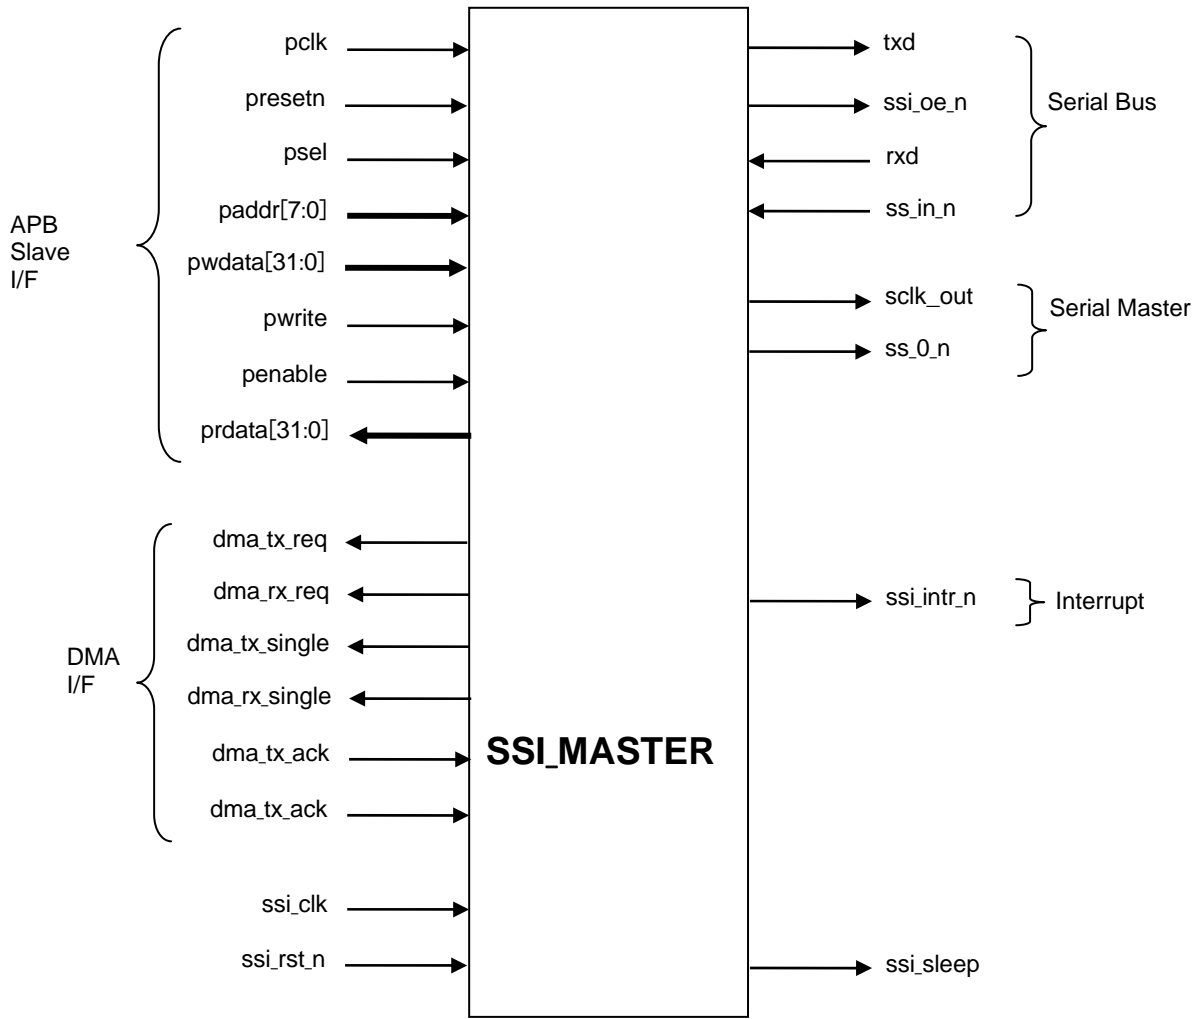 APB
Slave
I/F
pclk
presetn
psel
paddr[7:0]
pwdata[31:0]
pwrite
penable
prdata[31:0]
DMA
I/F
dma_tx_req
dma_rx_req
dma_tx_single
dma_rx_single
dma_tx_ack
dma_tx_ack
ssi_clk
ssi_rst_n
SSI_MASTER
txd
ssi_oe_n
rxd
ss_in_n
Serial Bus
sclk_out
ss_0_n
Serial Master
ssi_intr_n
Interrupt
ssi_sleep